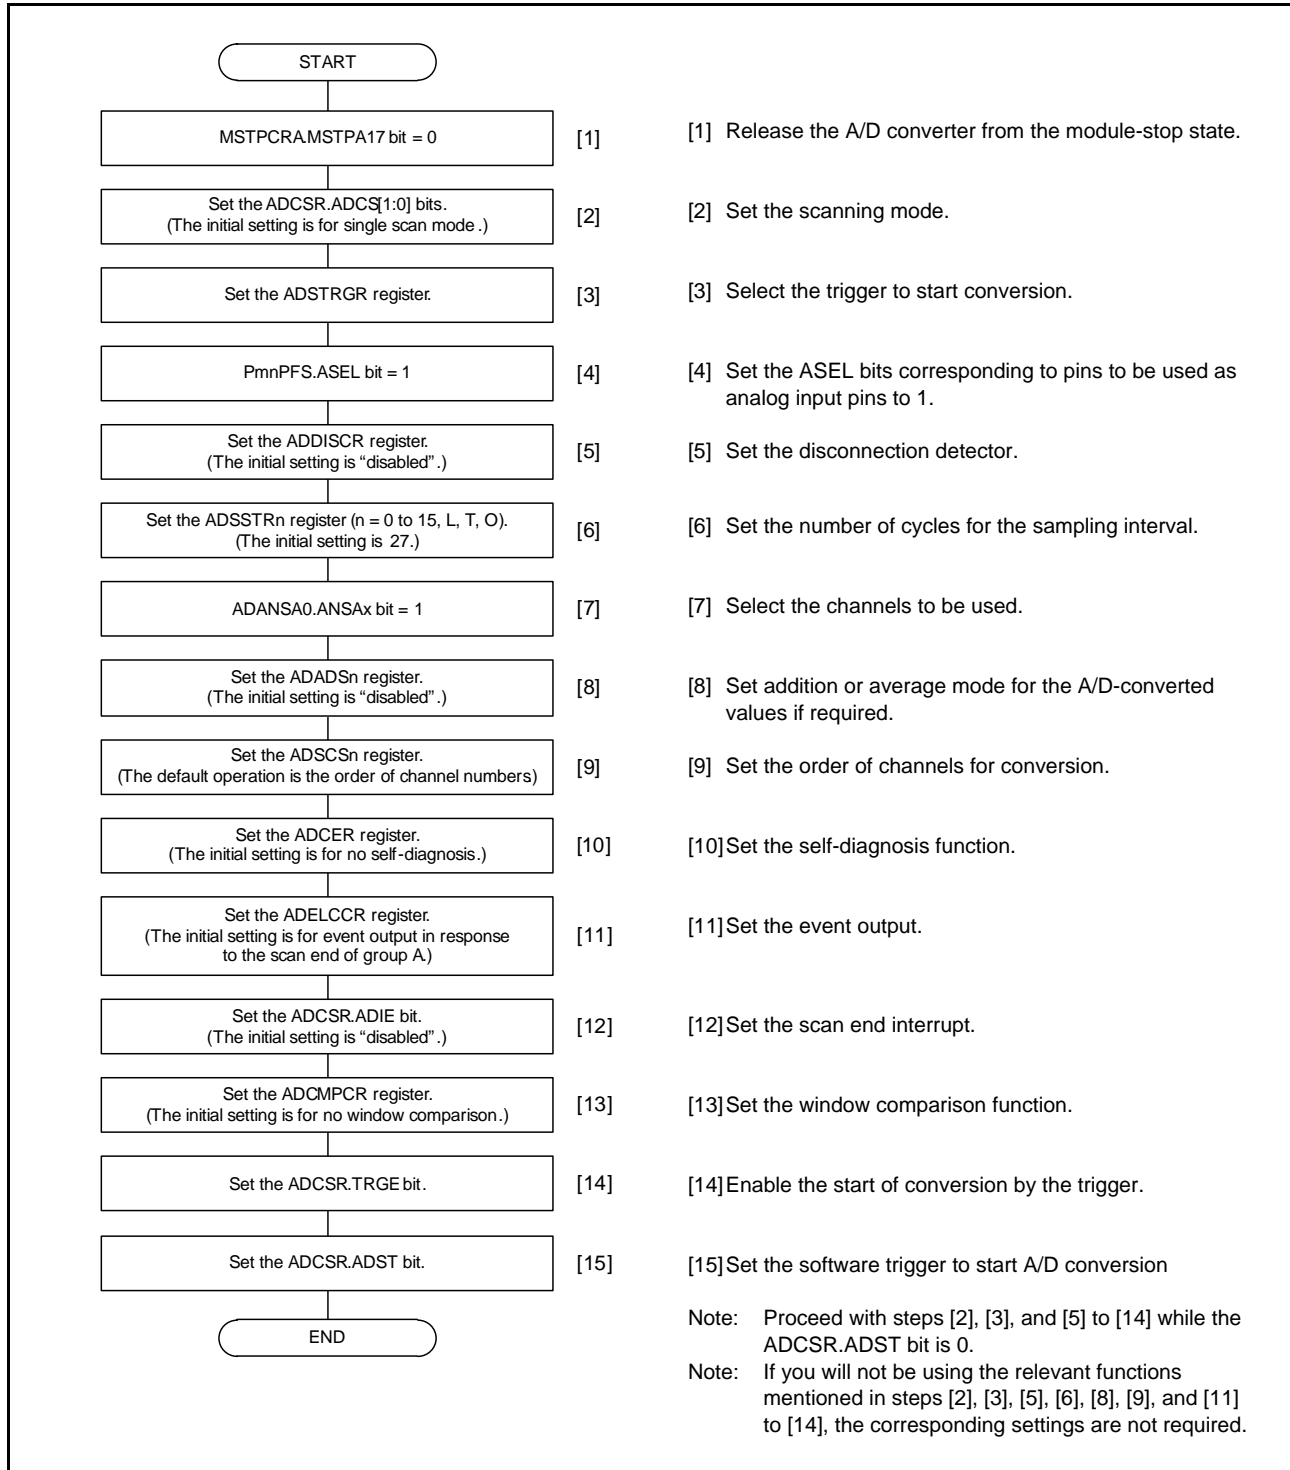 START
MSTPCRA.MSTPA17 bit = 0
[1]
[1] Release the A/D converter from the module-stop state.
Set the ADCSR.ADCS[1:0] bits.
(The initial setting is for single scan mode.)
[2]
[2] Set the scanning mode.
Set the ADSTRGR register.
[3]
[3] Select the trigger to start conversion.
PmnPFS.ASEL bit = 1
[4]
[4] Set the ASEL bits corresponding to pins to be used as
analog input pins to 1.
Set the ADDISCR register.
(The initial setting is “disabled”.)
[5]
[5] Set the disconnection detector.
Set the ADSSTRn register (n = 0 to 15, L, T, O).
(The initial setting is 27.)
[6]
[6] Set the number of cycles for the sampling interval.
ADANSA0.ANSAx bit = 1
[7]
[7] Select the channels to be used.
Set the ADADSn register.
(The initial setting is “disabled”.)
[8]
[8] Set addition or average mode for the A/D-converted
values if required.
Set the ADSCSn register.
(The default operation is the order of channel numbers)
[9]
[9] Set the order of channels for conversion.
Set the ADCER register.
(The initial setting is for no self-diagnosis.)
[10]
[10] Set the self-diagnosis function.
Set the ADELCCR register.
(The initial setting is for event output in response
to the scan end of group A.)
[11]
[11] Set the event output.
Set the ADCSR.ADIE bit.
(The initial setting is “disabled”.)
[12]
[12] Set the scan end interrupt.
Set the ADCMPCR register.
(The initial setting is for no window comparison.)
[13]
[13] Set the window comparison function.
Set the ADCSR.TRGE bit.
[14]
[14] Enable the start of conversion by the trigger.
Set the ADCSR.ADST bit.
[15]
[15] Set the software trigger to start A/D conversion
END
Note: Proceed with steps [2], [3], and [5] to [14] while the
ADCSR.ADST bit is 0.
Note: If you will not be using the relevant functions
mentioned in steps [2], [3], [5], [6], [8], [9], and [11]
to [14], the corresponding settings are not required.